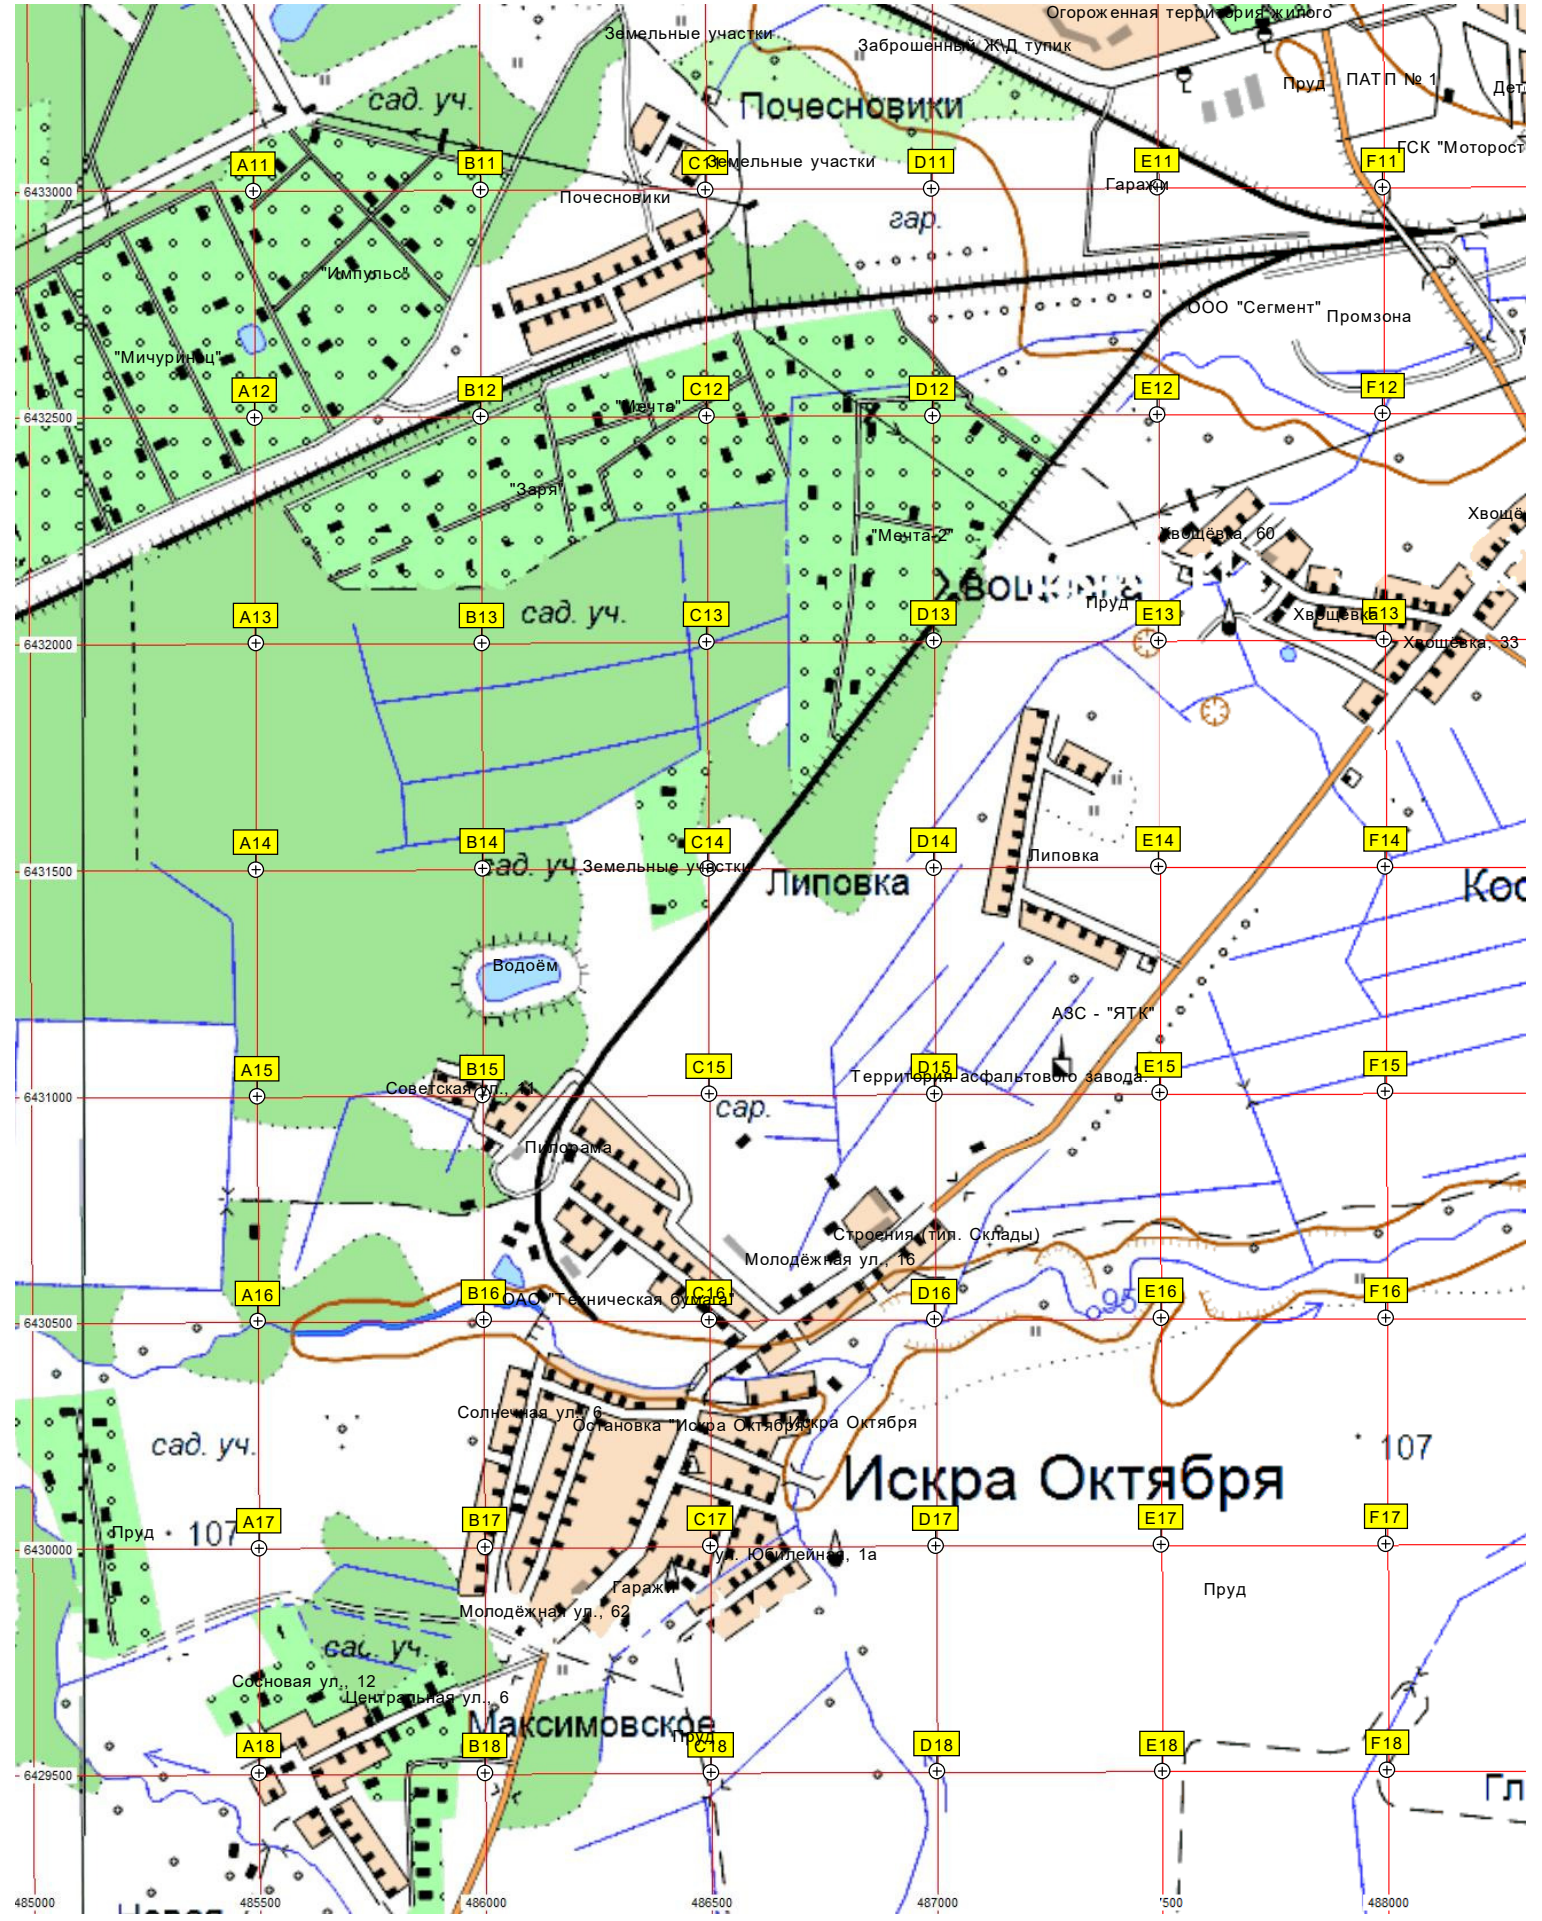 Огороженная территория жилого
Земельные участки
Заброшенный Ж\Д тупик
Пруд
ПАТП № 1
Дет
сад. уч.
Почесновики
ГСК "Моторост
A11
B11
Земельные участки
D11
E11
F11
6433000
Почесновики
Гаражи
гар.
"Импульс"
ООО "Сегмент"
Промзона
"Мичуринец"
A12
B12
C12
D12
E12
F12
"Мечта"
6432500
"Заря"
Хвощё
"Мечта-2"
Хвощёвка, 60
Пруд
A13
B13
сад. уч.
C13
D13
E13
Хвощёвка
F13
6432000
Хвощёвка, 33
A14
B14
C14
D14
E14
F14
Липовка
сад. уч.
Земельные участки
6431500
Липовка
Кос
Водоём
АЗС - "ЯТК"
A15
B15
C15
D15
E15
F15
Территория асфальтового завода.
Советская ул., 11
6431000
сар.
Пилорама
Строения (тип. Склады)
Молодёжная ул., 16
A16
B16
C16
D16
E16
F16
ОАО "Техническая бумага"
95
6430500
Солнечная ул., 6
Остановка "Искра Октября"
Искра Октября
сад. уч.
107
Искра Октября
A17
B17
C17
D17
E17
F17
Пруд
107
6430000
ул. Юбилейная, 1а
Гаражи
Пруд
Молодёжная ул., 62
сад. уч.
Сосновая ул., 12
Центральная ул., 6
Максимовское
Пруд
A18
B18
C18
D18
E18
F18
6429500
Гл
485000
485500
486000
486500
487000
'500
488000